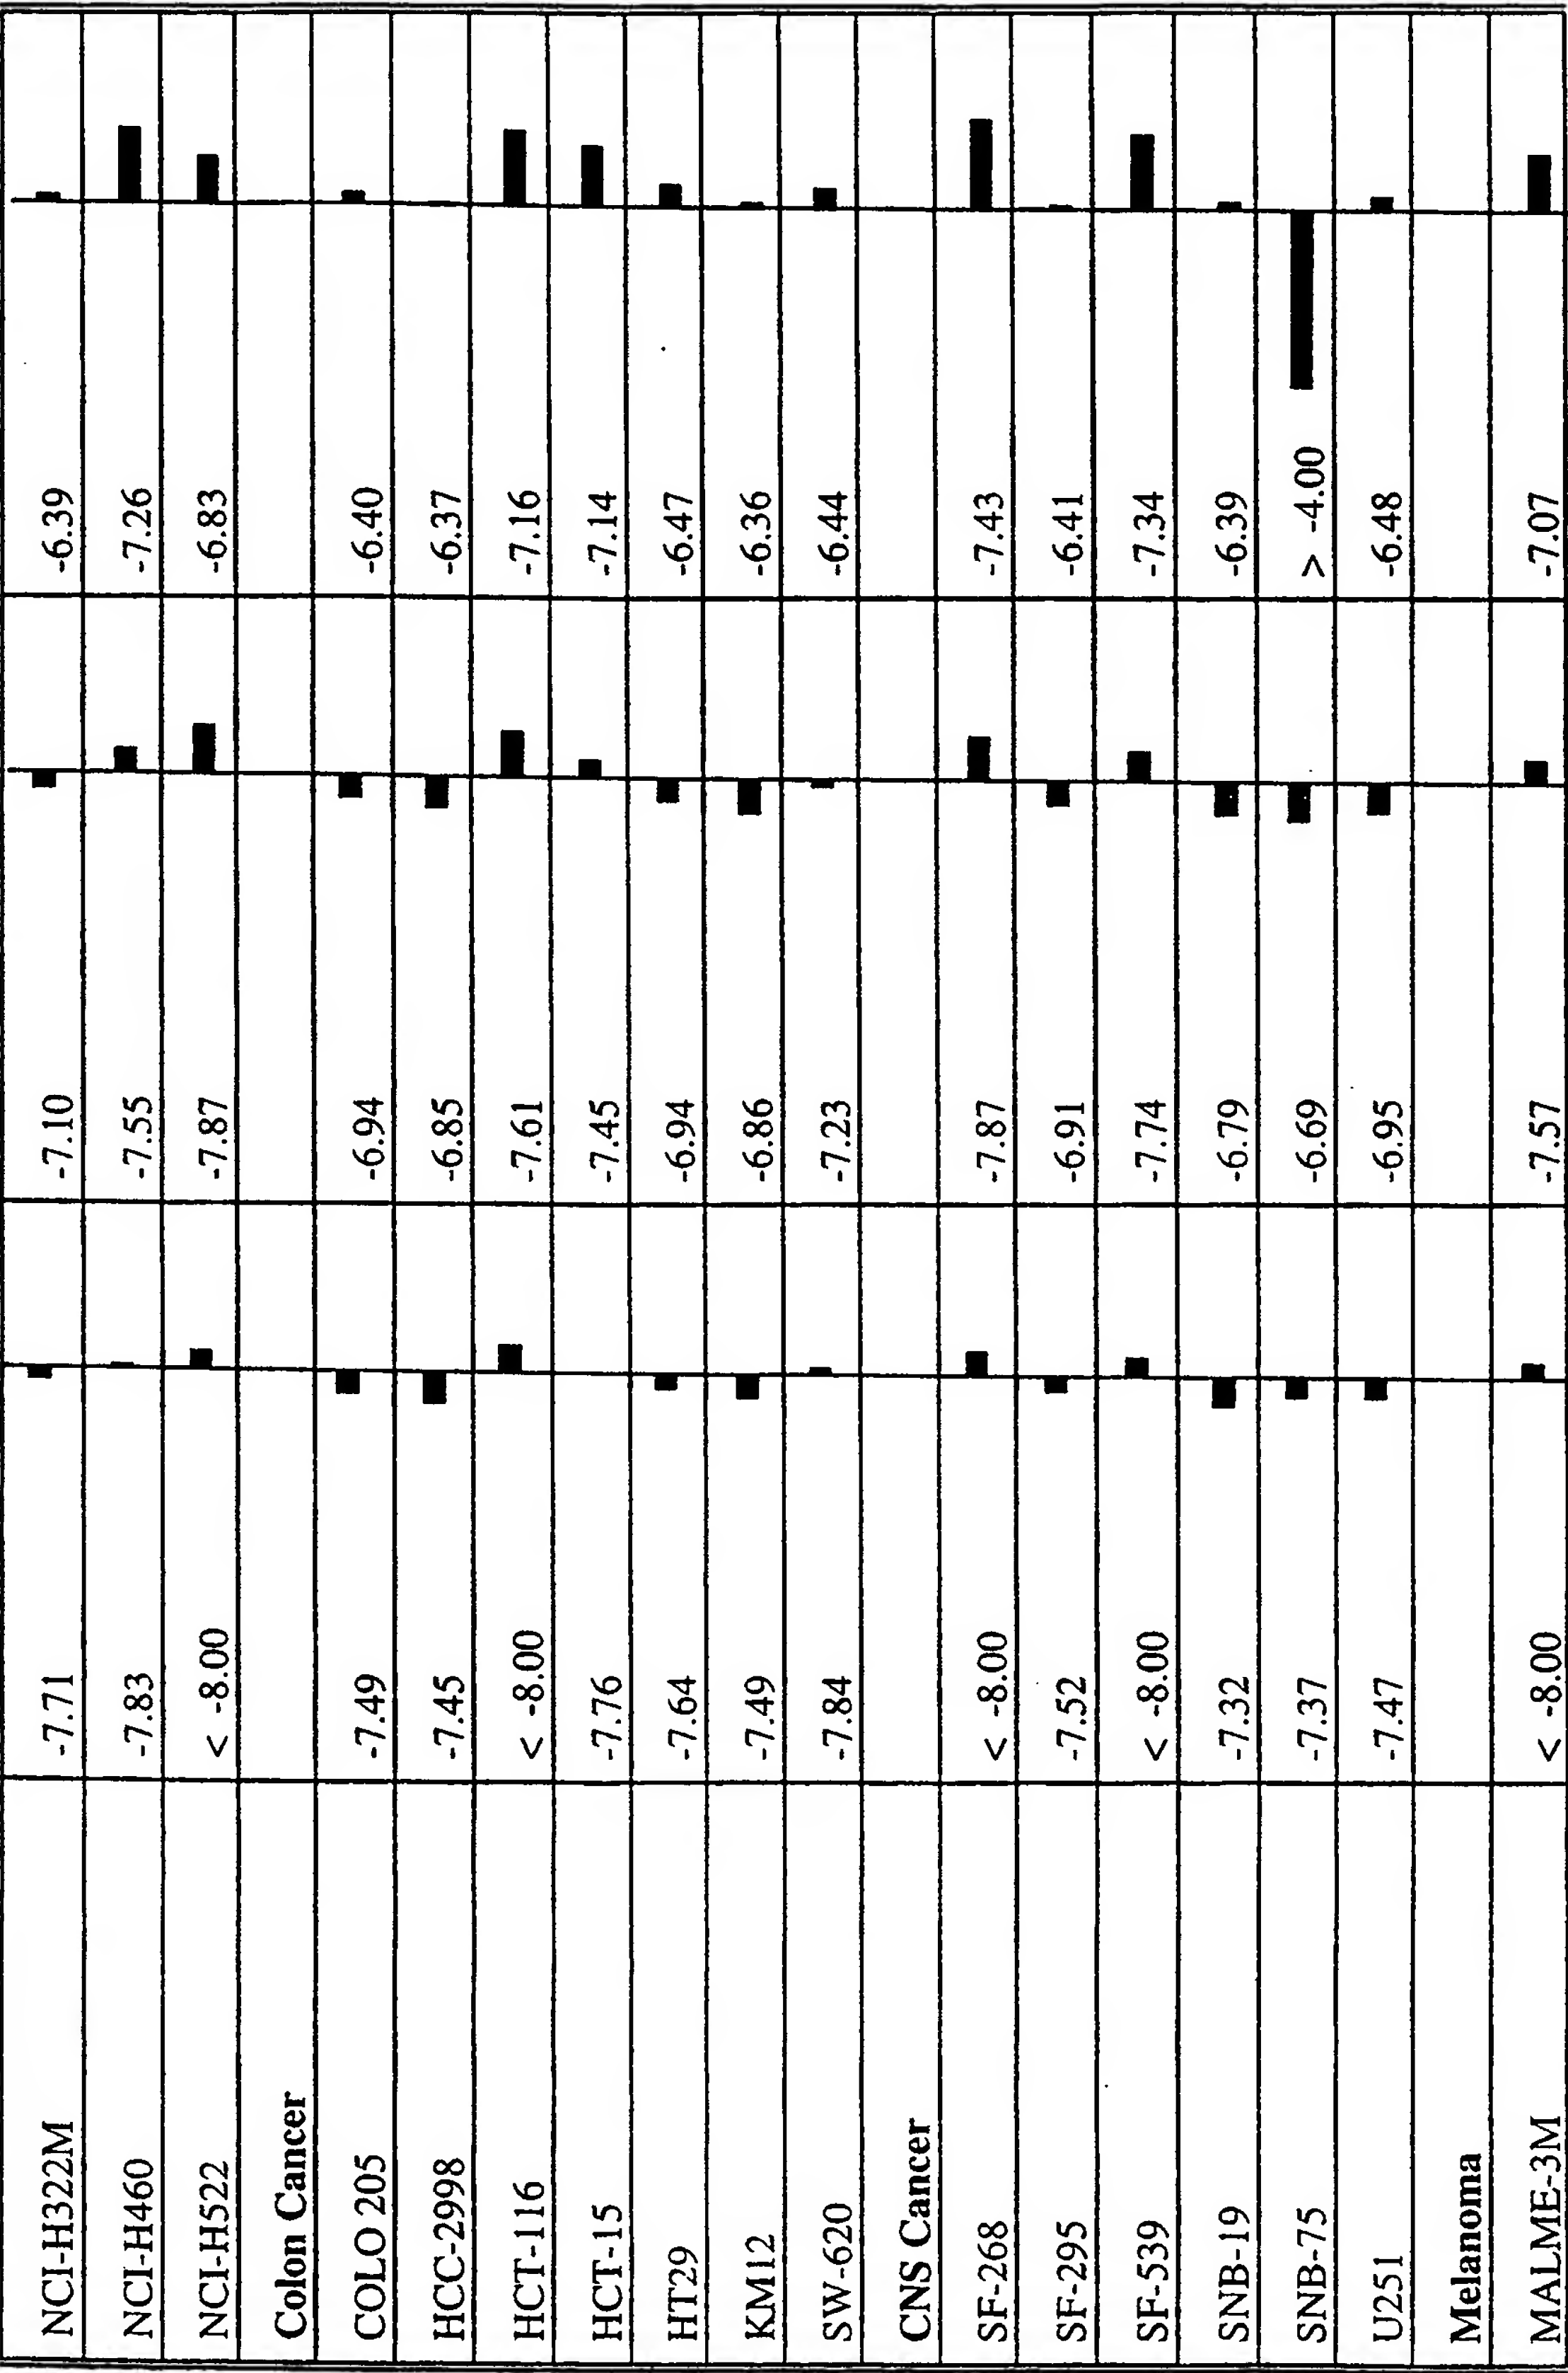 NCI-H322M -7.71 -7.10 -6.39
NCI-H460 -7.83 -7.55 -7.26
NCI-H522 < -8.00 -7.87 -6.83
Colon Cancer
COLO 205 -7.49 -6.94 -6.40
HCC-2998 -7.45 -6.85 -6.37
HCT-116 < -8.00 -7.61 -7.16
HCT-15 -7.76 -7.45 -7.14
HT29 -7.64 -6.94 -6.47
KM12 -7.49 -6.86 -6.36
SW-620 -7.84 -7.23 -6.44
CNS Cancer
SF-268 < -8.00 -7.87 -7.43
SF-295 -7.52 -6.91 -6.41
SF-539 < -8.00 -7.74 -7.34
SNB-19 -7.32 -6.79 -6.39
SNB-75 -7.37 -6.69 > -4.00
U251 -7.47 -6.95 -6.48
Melanoma
MALME-3M < -8.00 -7.57 -7.07